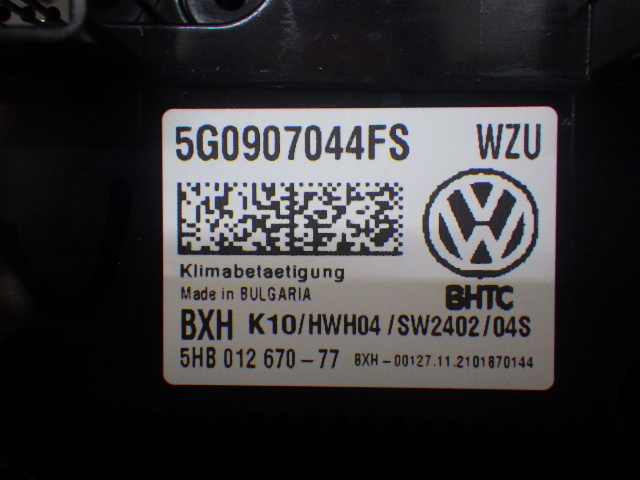 5G0907044FS WZU
Klimabetaetigung
Made in BULGARIA
BHTC
BXH K10/HWH04/SW2402/04S
5HB 012 670-77 BXH-00127.11.2101870144